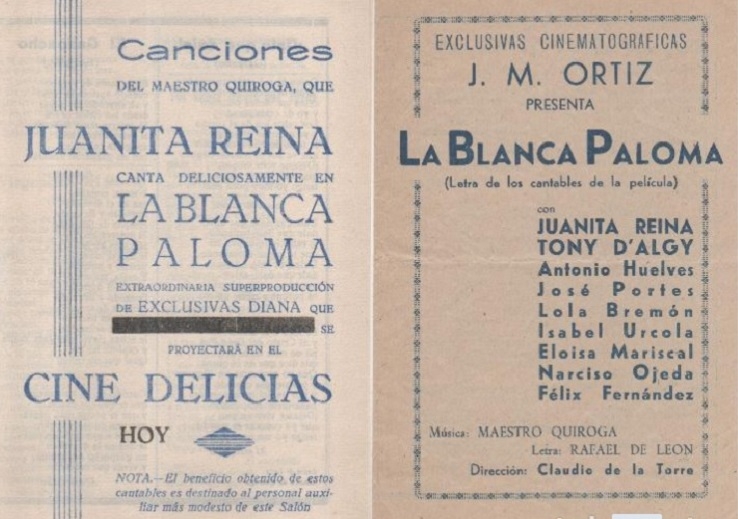 Canciones
DEL MAESTRO QUIROGA, QUE
JUANITA REINA
CANTA DELICIOSAMENTE EN
LA BLANCA
PALOMA
EXTRAORDINARIA SUPERPRODUCCIÓN
DE EXCLUSIVAS DIANA QUE
SE
PROYECTARÁ EN EL
CINE DELICIAS
HOY
NOTA.—El beneficio obtenido de estos
cantables es destinado al personal auxi-
liar más modesto de este Salón
EXCLUSIVAS CINEMATOGRAFICAS
J. M. ORTIZ
PRESENTA
LA BLANCA PALOMA
(Letra de los cantables de la película)
con
JUANITA REINA
TONY D'ALGY
Antonio Huelves
José Portes
Lola Bremón
Isabel Urcola
Eloisa Mariscal
Narciso Ojeda
Félix Fernández
Música: MAESTRO QUIROGA
Letra: RAFAEL DE LEON
Dirección: Claudio de la Torre